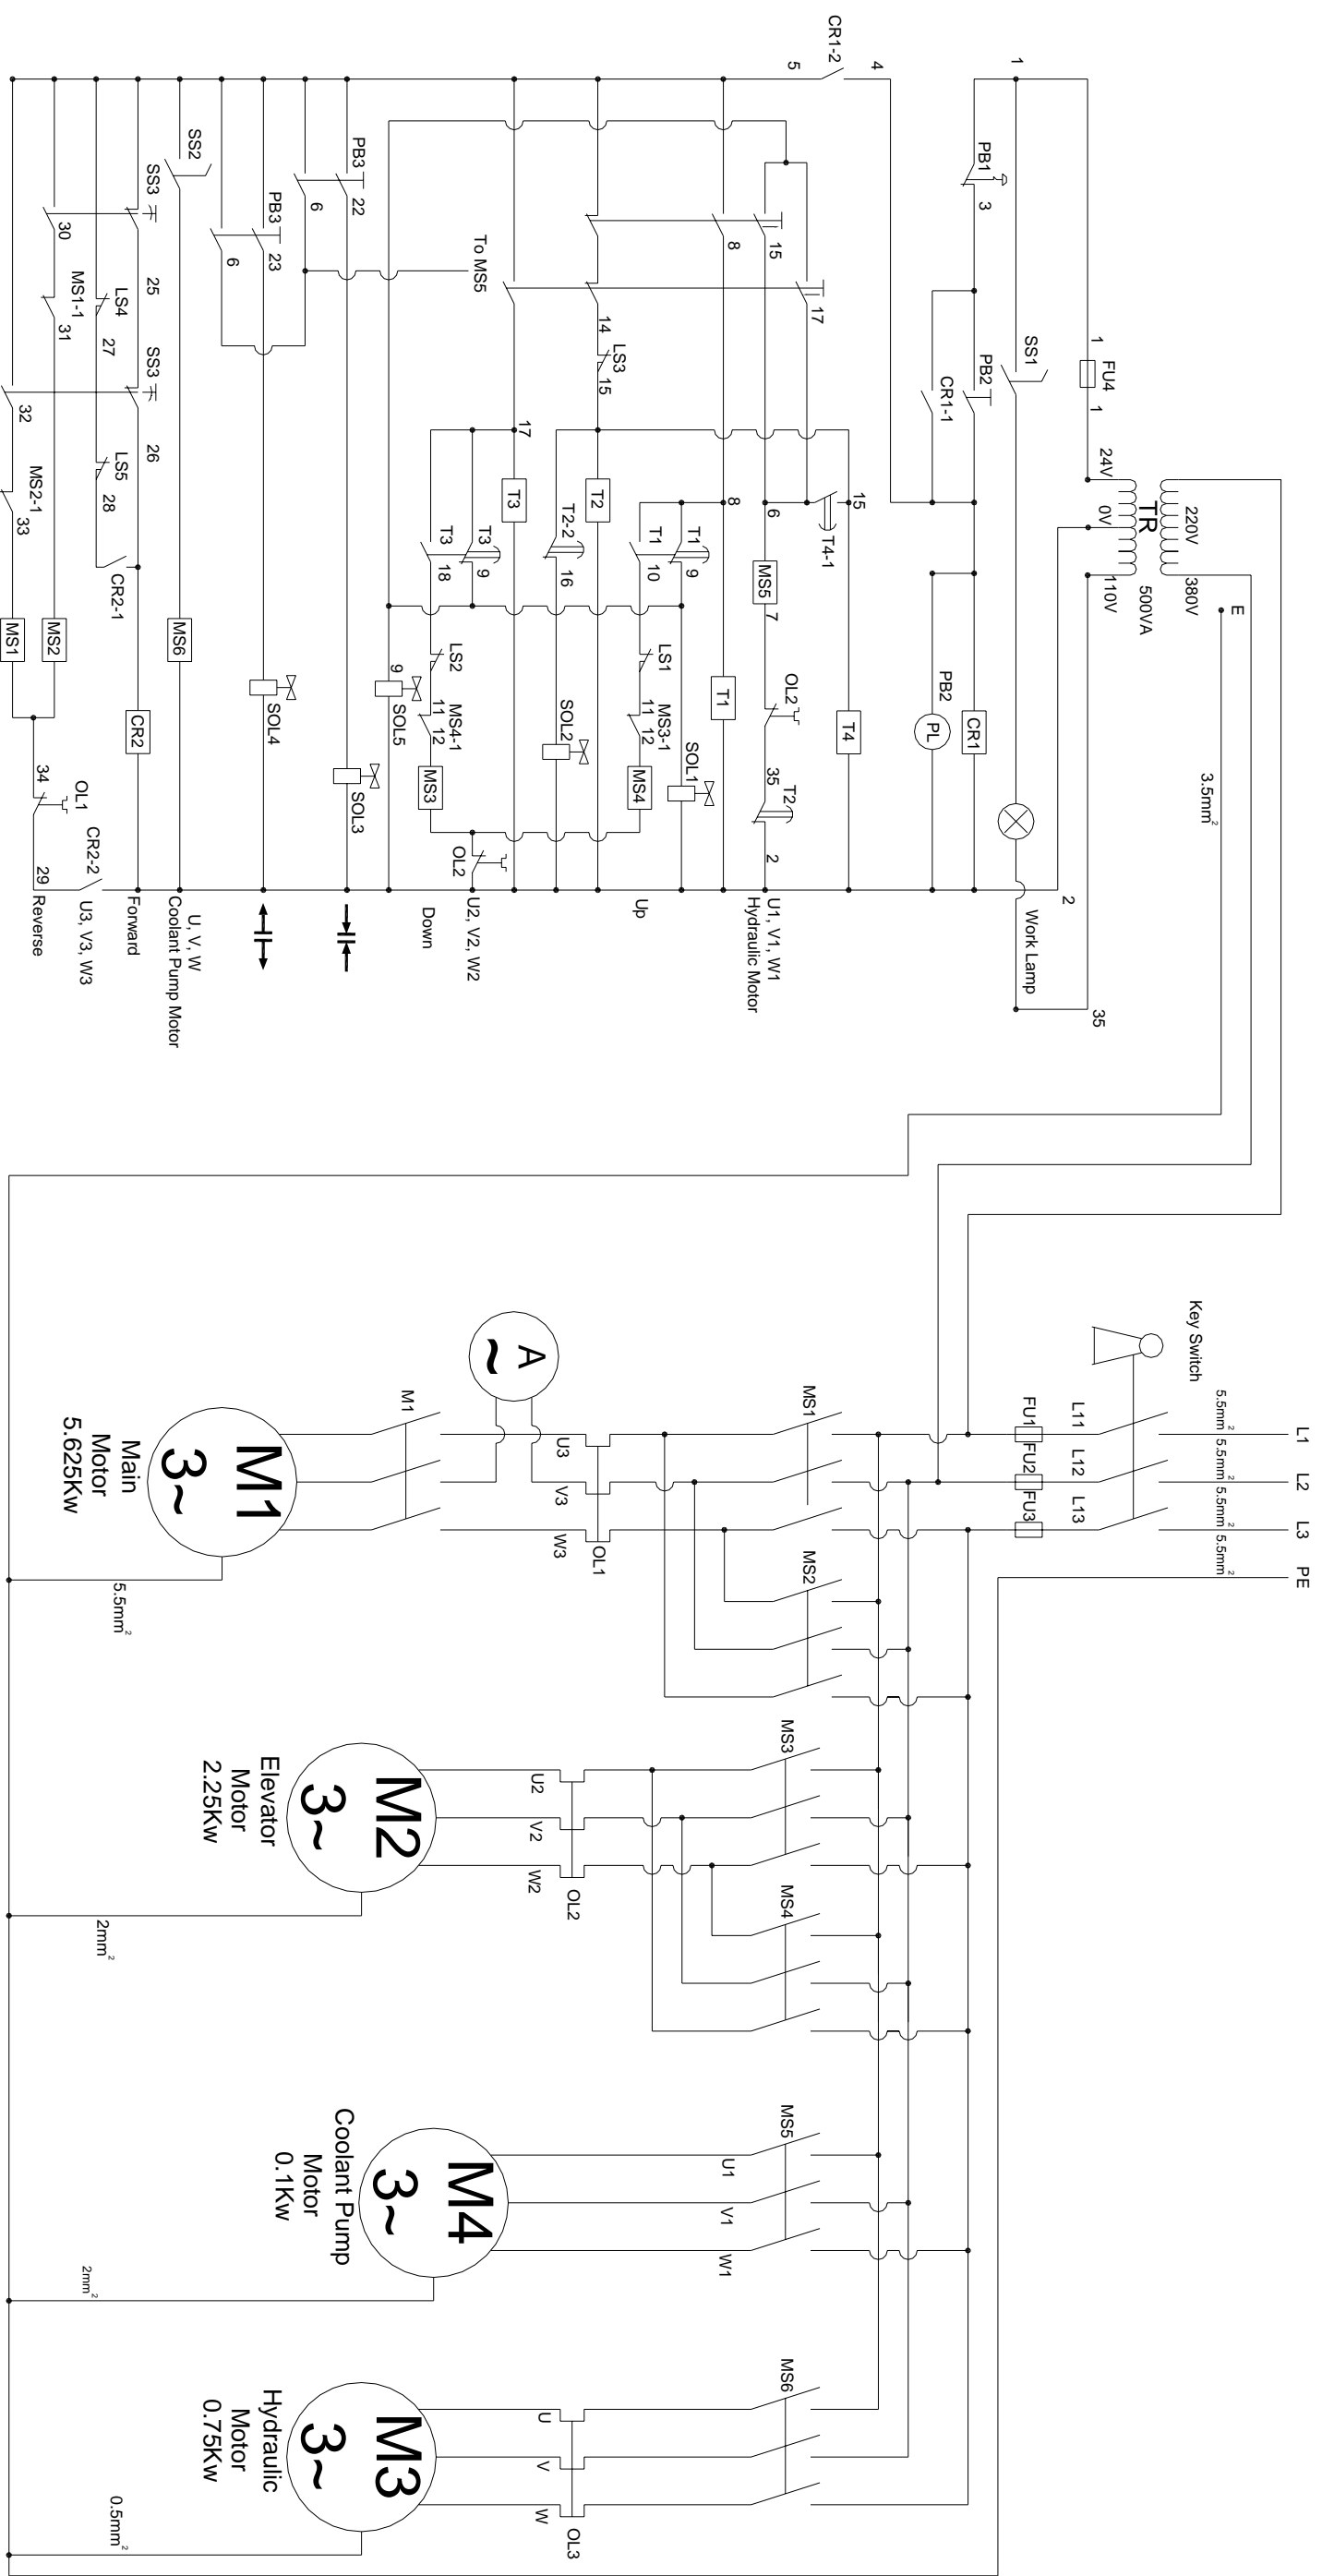 L1
L2
L3
PE
5.5mm²
5.5mm²
5.5mm²
5.5mm²
Key Switch
L11
L12
L13
FU1
FU2
FU3
MS1
MS2
MS3
MS4
MS5
MS6
U3
V3
W3
OL1
A
~
M1
M1
3~
Main
Motor
5.625Kw
5.5mm²
U2
V2
W2
OL2
M2
3~
Elevator
Motor
2.25Kw
2mm²
U1
V1
W1
M4
3~
Coolant Pump
Motor
0.1Kw
2mm²
U
V
W
OL3
M3
3~
Hydraulic
Motor
0.75Kw
0.5mm²
220V
380V
E
TR
500VA
24V
0V
110V
3.5mm²
1
FU4
1
1
SS1
Work Lamp
35
2
PB1
3
PB2
CR1-1
CR1
PB2
PL
4
CR1-2
5
15
T4-1
T4
17
15
6
MS5
7
OL2
35
T2
2
U1, V1, W1
Hydraulic Motor
8
8
T1
T1
9
SOL1
T1
10
LS1
11
MS3-1
12
MS4
Up
14
LS3
15
T2
T2-2
16
SOL2
17
T3
T3
9
OL2
U2, V2, W2
T3
18
LS2
11
MS4-1
12
MS3
Down
To MS5
9
SOL5
PB3
22
SOL3
6
PB3
23
SOL4
6
SS2
MS6
U, V, W
Coolant Pump Motor
SS3
25
SS3
26
CR2
Forward
LS4
27
LS5
28
CR2-1
CR2-2
U3, V3, W3
30
MS1-1
31
MS2
34
OL1
29
Reverse
32
MS2-1
33
MS1